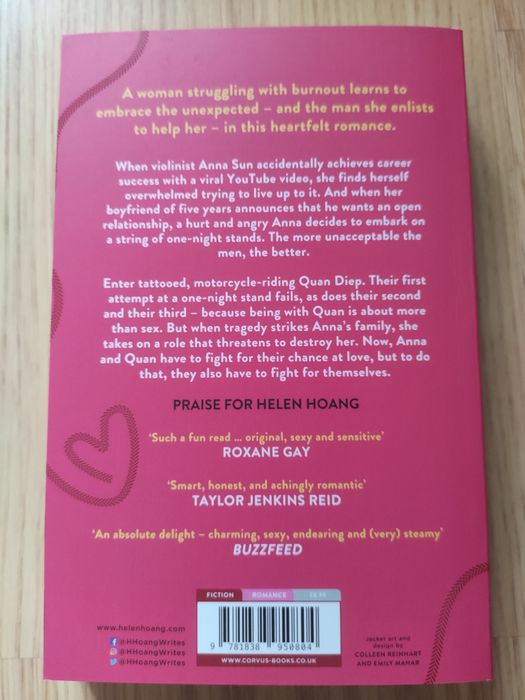 A woman struggling with burnout learns to
embrace the unexpected – and the man she enlists
to help her – in this heartfelt romance.
When violinist Anna Sun accidentally achieves career
success with a viral YouTube video, she finds herself
overwhelmed trying to live up to it. And when her
boyfriend of five years announces that he wants an open
relationship, a hurt and angry Anna decides to embark on
a string of one-night stands. The more unacceptable the
men, the better.
Enter tattooed, motorcycle-riding Quan Diep. Their first
attempt at a one-night stand fails, as does their second
and their third – because being with Quan is about more
than sex. But when tragedy strikes Anna's family, she
takes on a role that threatens to destroy her. Now, Anna
and Quan have to fight for their chance at love, but to do
that, they also have to fight for themselves.
PRAISE FOR HELEN HOANG
'Such a fun read ... original, sexy and sensitive'
ROXANE GAY
'Smart, honest, and achingly romantic'
TAYLOR JENKINS REID
'An absolute delight – charming, sexy, endearing and (very) steamy'
BUZZFEED
FICTION ROMANCE £8.99
www.helenhoang.com
@HHoangWrites
@HHoangWrites
@HHoangWrites
9 781838 950804
WWW.CORVUS-BOOKS.CO.UK
Jacket art and
design by
COLLEEN REINHART
AND EMILY MAHAR